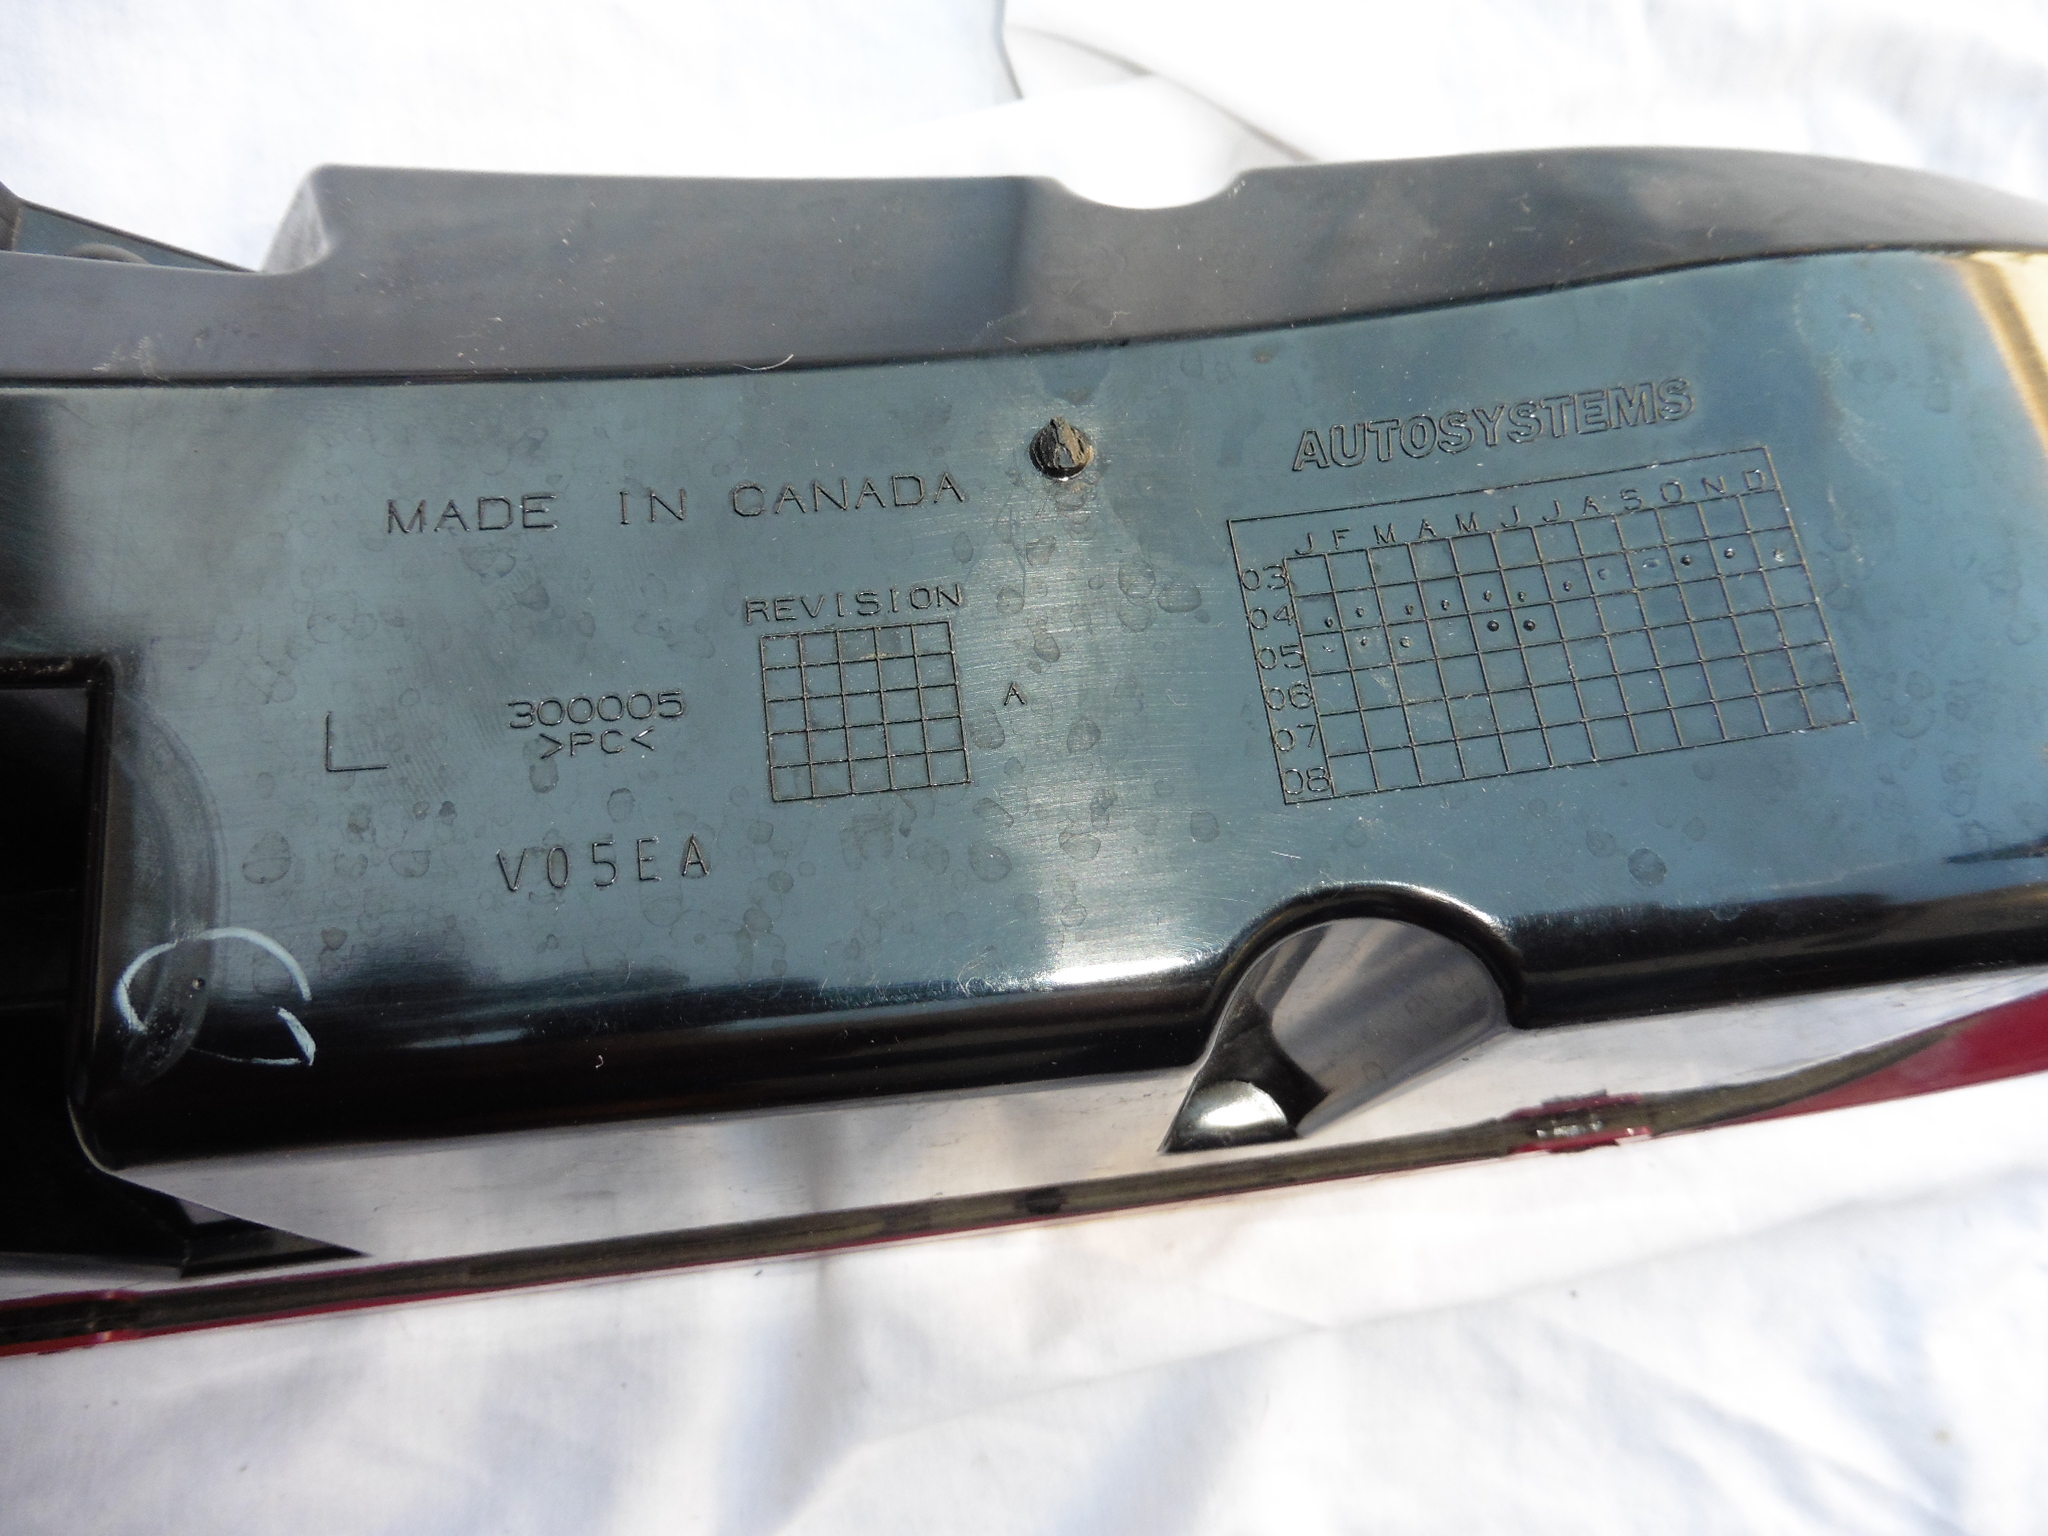 MADE IN CANADA
AUTOSYSTEMS
J F M A M J J A S O N D
03
04
05
06
07
08
REVISION
A
L
300005
>PC<
V05EA